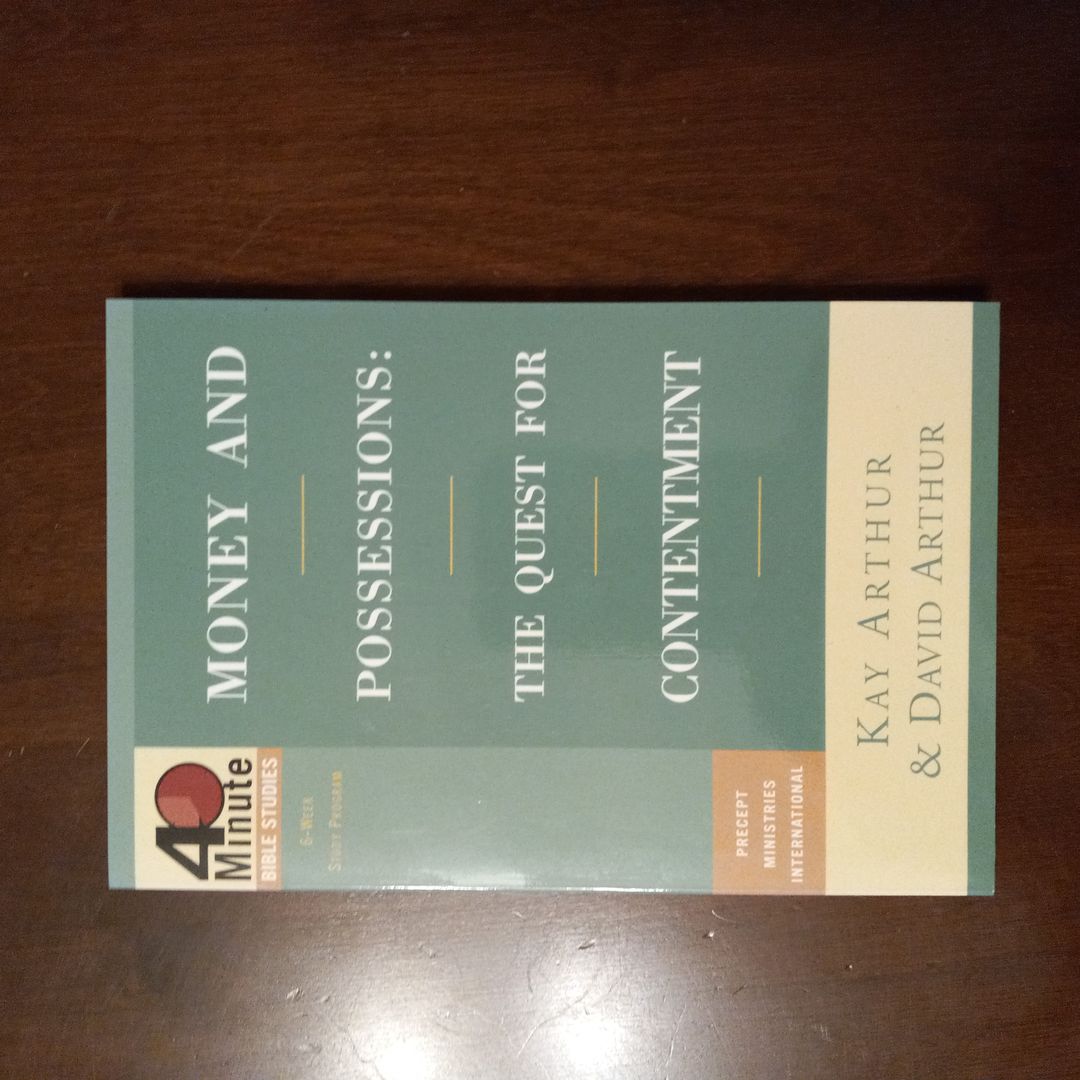 40
Minute
BIBLE STUDIES
6-WEEK
STUDY PROGRAM
MONEY AND
POSSESSIONS:
THE QUEST FOR
CONTENTMENT
PRECEPT
MINISTRIES
INTERNATIONAL
KAY ARTHUR
& DAVID ARTHUR